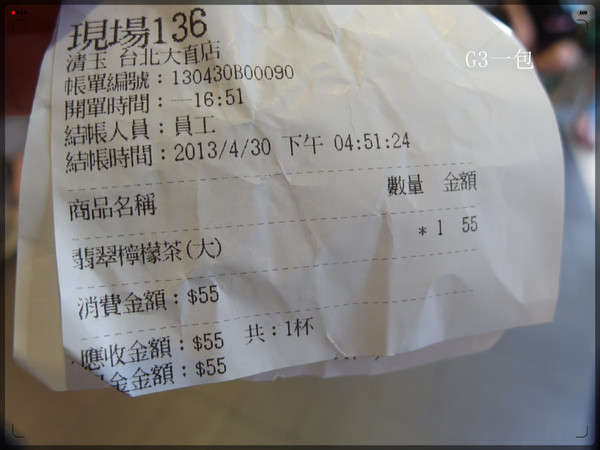 現場136
G3一包
清玉 台北大直店
帳單編號：130430B00090
開單時間：—16:51
結帳人員：員工
結帳時間：2013/4/30 下午 04:51:24
商品名稱 數量 金額
翡翠檸檬茶(大) *1 55
消費金額：$55
應收金額：$55 共：1杯
金金額：$55